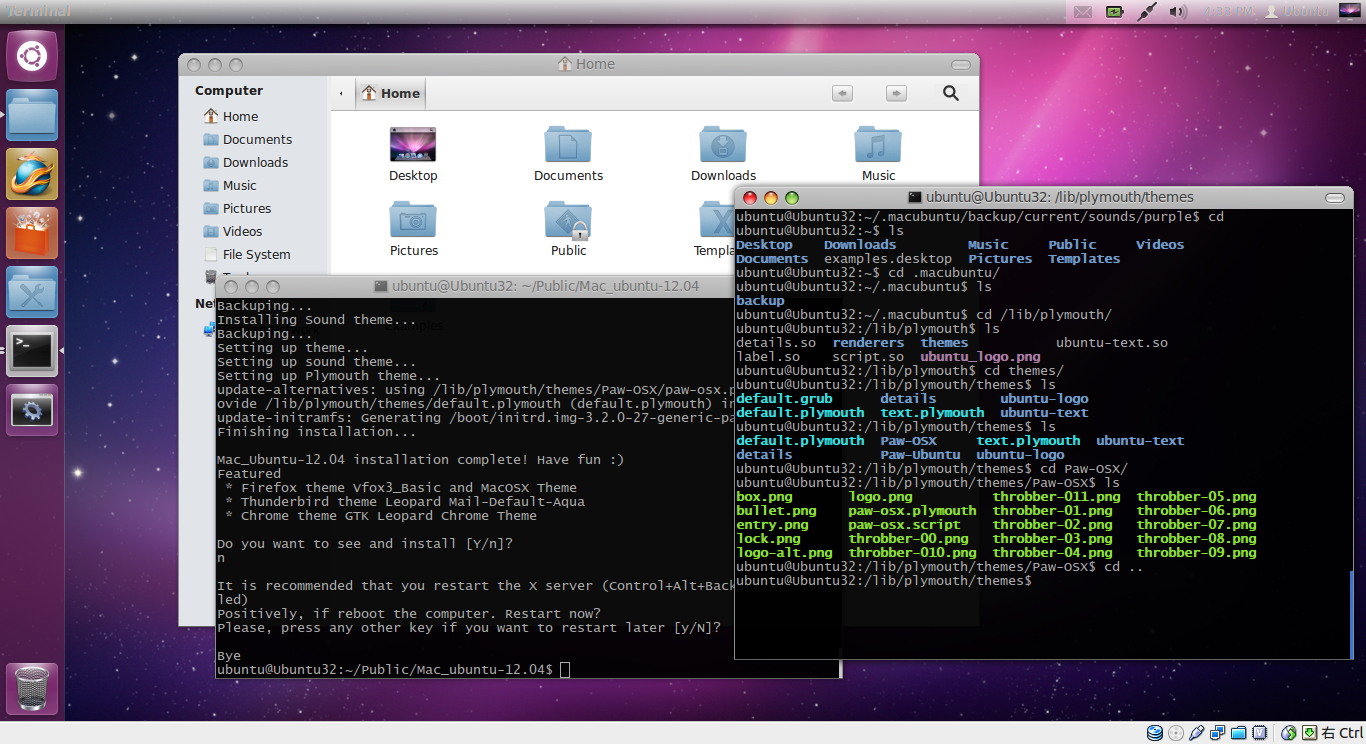 Terminal
4:33 PM
Ubuntu
Home
Computer
Home
Documents
Downloads
Music
Pictures
Videos
File System
Home
Desktop
Documents
Downloads
Music
Pictures
Public
ubuntu@Ubuntu32: ~/Public/Mac_ubuntu-12.04
Backuping...
Installing Sound theme...
Backuping...
Setting up theme...
Setting up sound theme...
Setting up Plymouth theme...
update-alternatives: using /lib/plymouth/themes/Paw-OSX/paw-osx.p
ovide /lib/plymouth/themes/default.plymouth (default.plymouth) in
update-initramfs: Generating /boot/initrd.img-3.2.0-27-generic-pa
Finishing installation...
Mac_Ubuntu-12.04 installation complete! Have fun :)
Featured
* Firefox theme Vfox3_Basic and MacOSX Theme
* Thunderbird theme Leopard Mail-Default-Aqua
* Chrome theme GTK Leopard Chrome Theme
Do you want to see and install [Y/n]?
n
It is recommended that you restart the X server (Control+Alt+Back
led)
Positively, if reboot the computer. Restart now?
Please, press any other key if you want to restart later [y/N]?
Bye
ubuntu@Ubuntu32:~/Public/Mac_ubuntu-12.04$
ubuntu@Ubuntu32: /lib/plymouth/themes
ubuntu@Ubuntu32:~/.macubuntu/backup/current/sounds/purple$ cd
ubuntu@Ubuntu32:~$ ls
Desktop Downloads Music Public Videos
Documents examples.desktop Pictures Templates
ubuntu@Ubuntu32:~$ cd .macubuntu/
ubuntu@Ubuntu32:~/.macubuntu$ ls
backup
ubuntu@Ubuntu32:~/.macubuntu$ cd /lib/plymouth/
ubuntu@Ubuntu32:/lib/plymouth$ ls
details.so renderers themes ubuntu-text.so
label.so script.so ubuntu_logo.png
ubuntu@Ubuntu32:/lib/plymouth$ cd themes/
ubuntu@Ubuntu32:/lib/plymouth/themes$ ls
default.grub details ubuntu-logo
default.plymouth text.plymouth ubuntu-text
ubuntu@Ubuntu32:/lib/plymouth/themes$ ls
default.plymouth Paw-OSX text.plymouth ubuntu-text
details Paw-Ubuntu ubuntu-logo
ubuntu@Ubuntu32:/lib/plymouth/themes$ cd Paw-OSX/
ubuntu@Ubuntu32:/lib/plymouth/themes/Paw-OSX$ ls
box.png logo.png throbber-011.png throbber-05.png
bullet.png paw-osx.plymouth throbber-01.png throbber-06.png
entry.png paw-osx.script throbber-02.png throbber-07.png
lock.png throbber-00.png throbber-03.png throbber-08.png
logo-alt.png throbber-010.png throbber-04.png throbber-09.png
ubuntu@Ubuntu32:/lib/plymouth/themes/Paw-OSX$ cd ..
ubuntu@Ubuntu32:/lib/plymouth/themes$
右 Ctrl